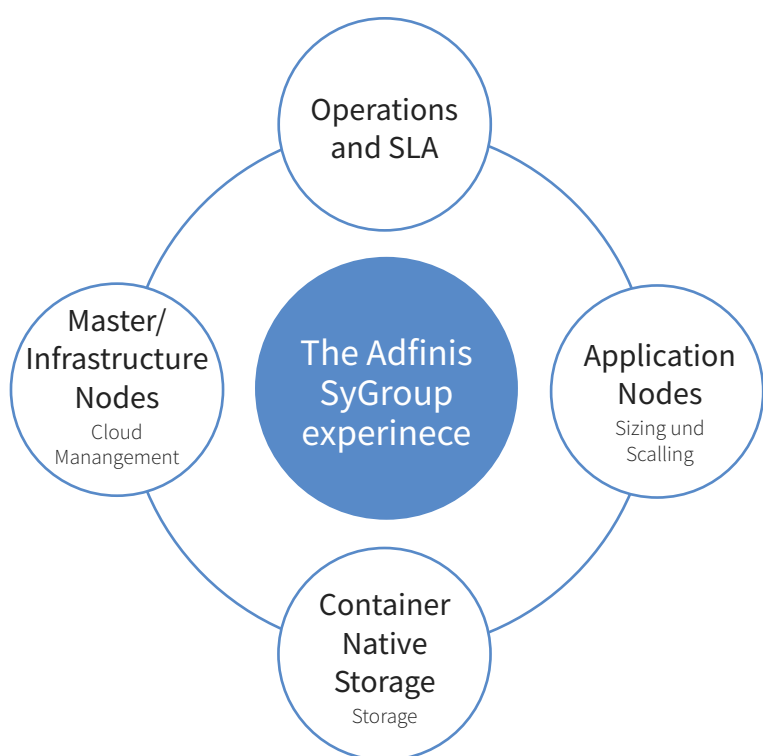 Operations
and SLA
Master/
Infrastructure
Nodes
Cloud
Manangement
The Adfinis
SyGroup
experinece
Application
Nodes
Sizing und
Scalling
Container
Native
Storage
Storage